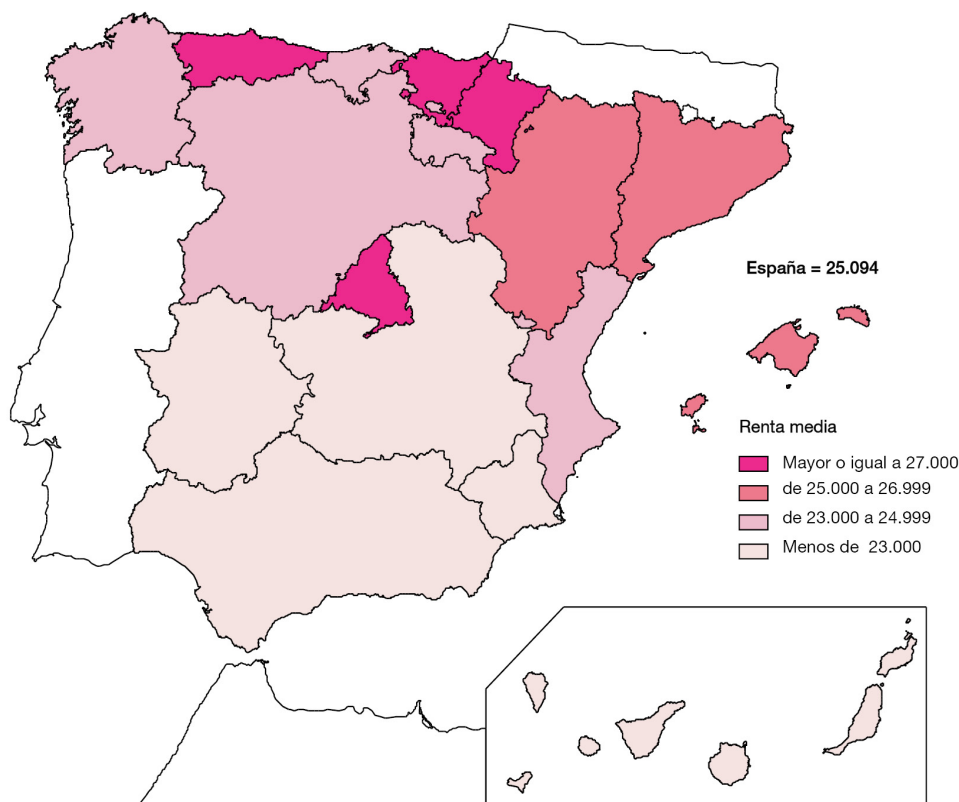 España = 25.094
Renta media
Mayor o igual a 27.000
de 25.000 a 26.999
de 23.000 a 24.999
Menos de 23.000